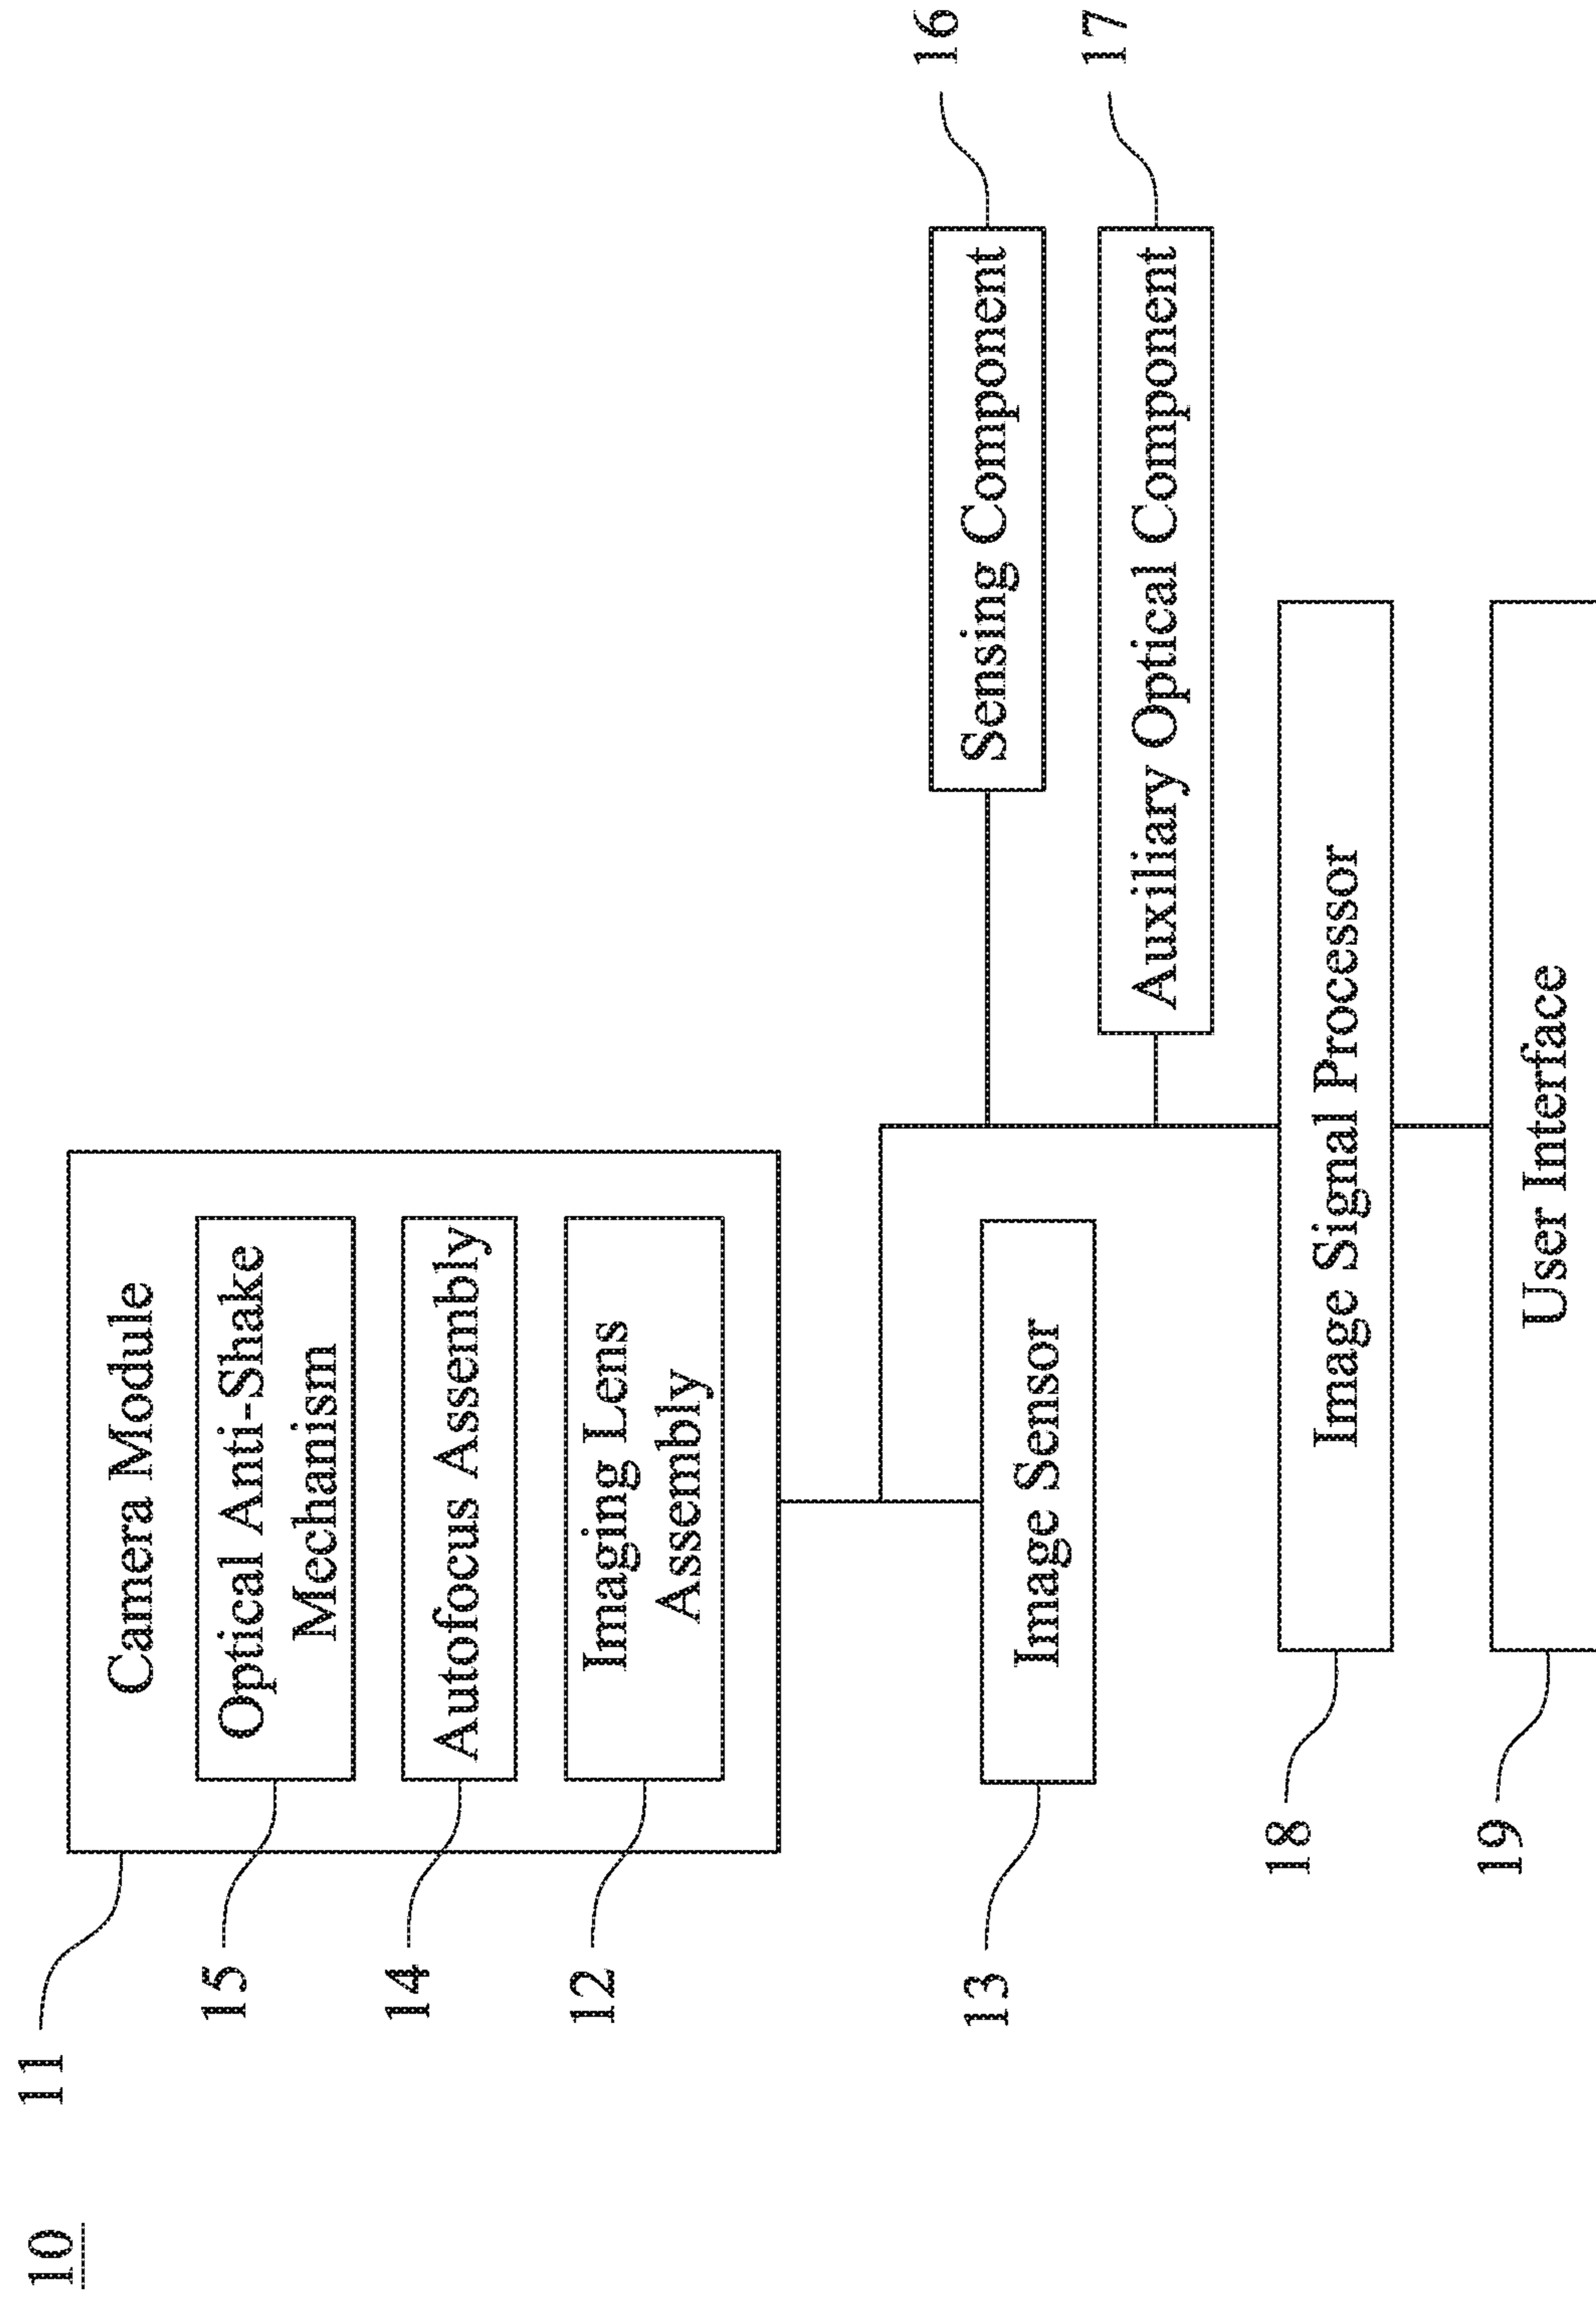 10
11
Camera Module
15
Optical Anti-Shake
Mechanism
14
Autofocus Assembly
12
Imaging Lens
Assembly
16
Sensing Component
13
Image Sensor
17
Auxiliary Optical Component
18
Image Signal Processor
19
User Interface